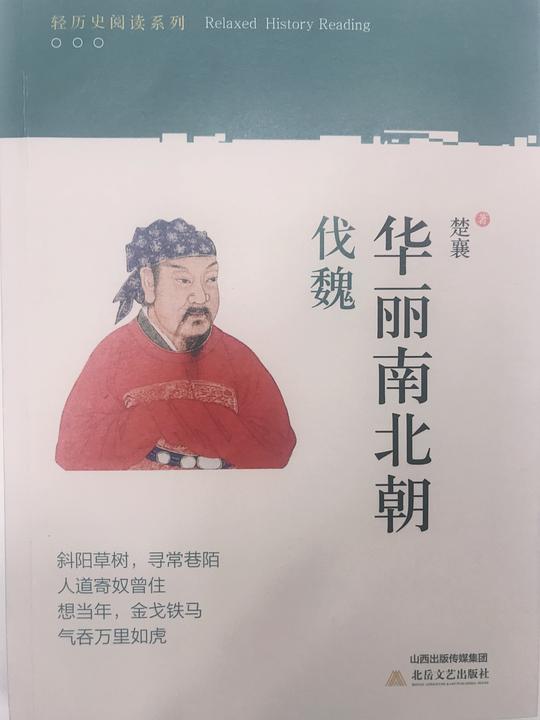 轻历史阅读系列 Relaxed History Reading
楚襄 著
华丽南北朝
伐魏
斜阳草树，寻常巷陌
人道寄奴曾住
想当年，金戈铁马
气吞万里如虎
山西出版传媒集团
北岳文艺出版社